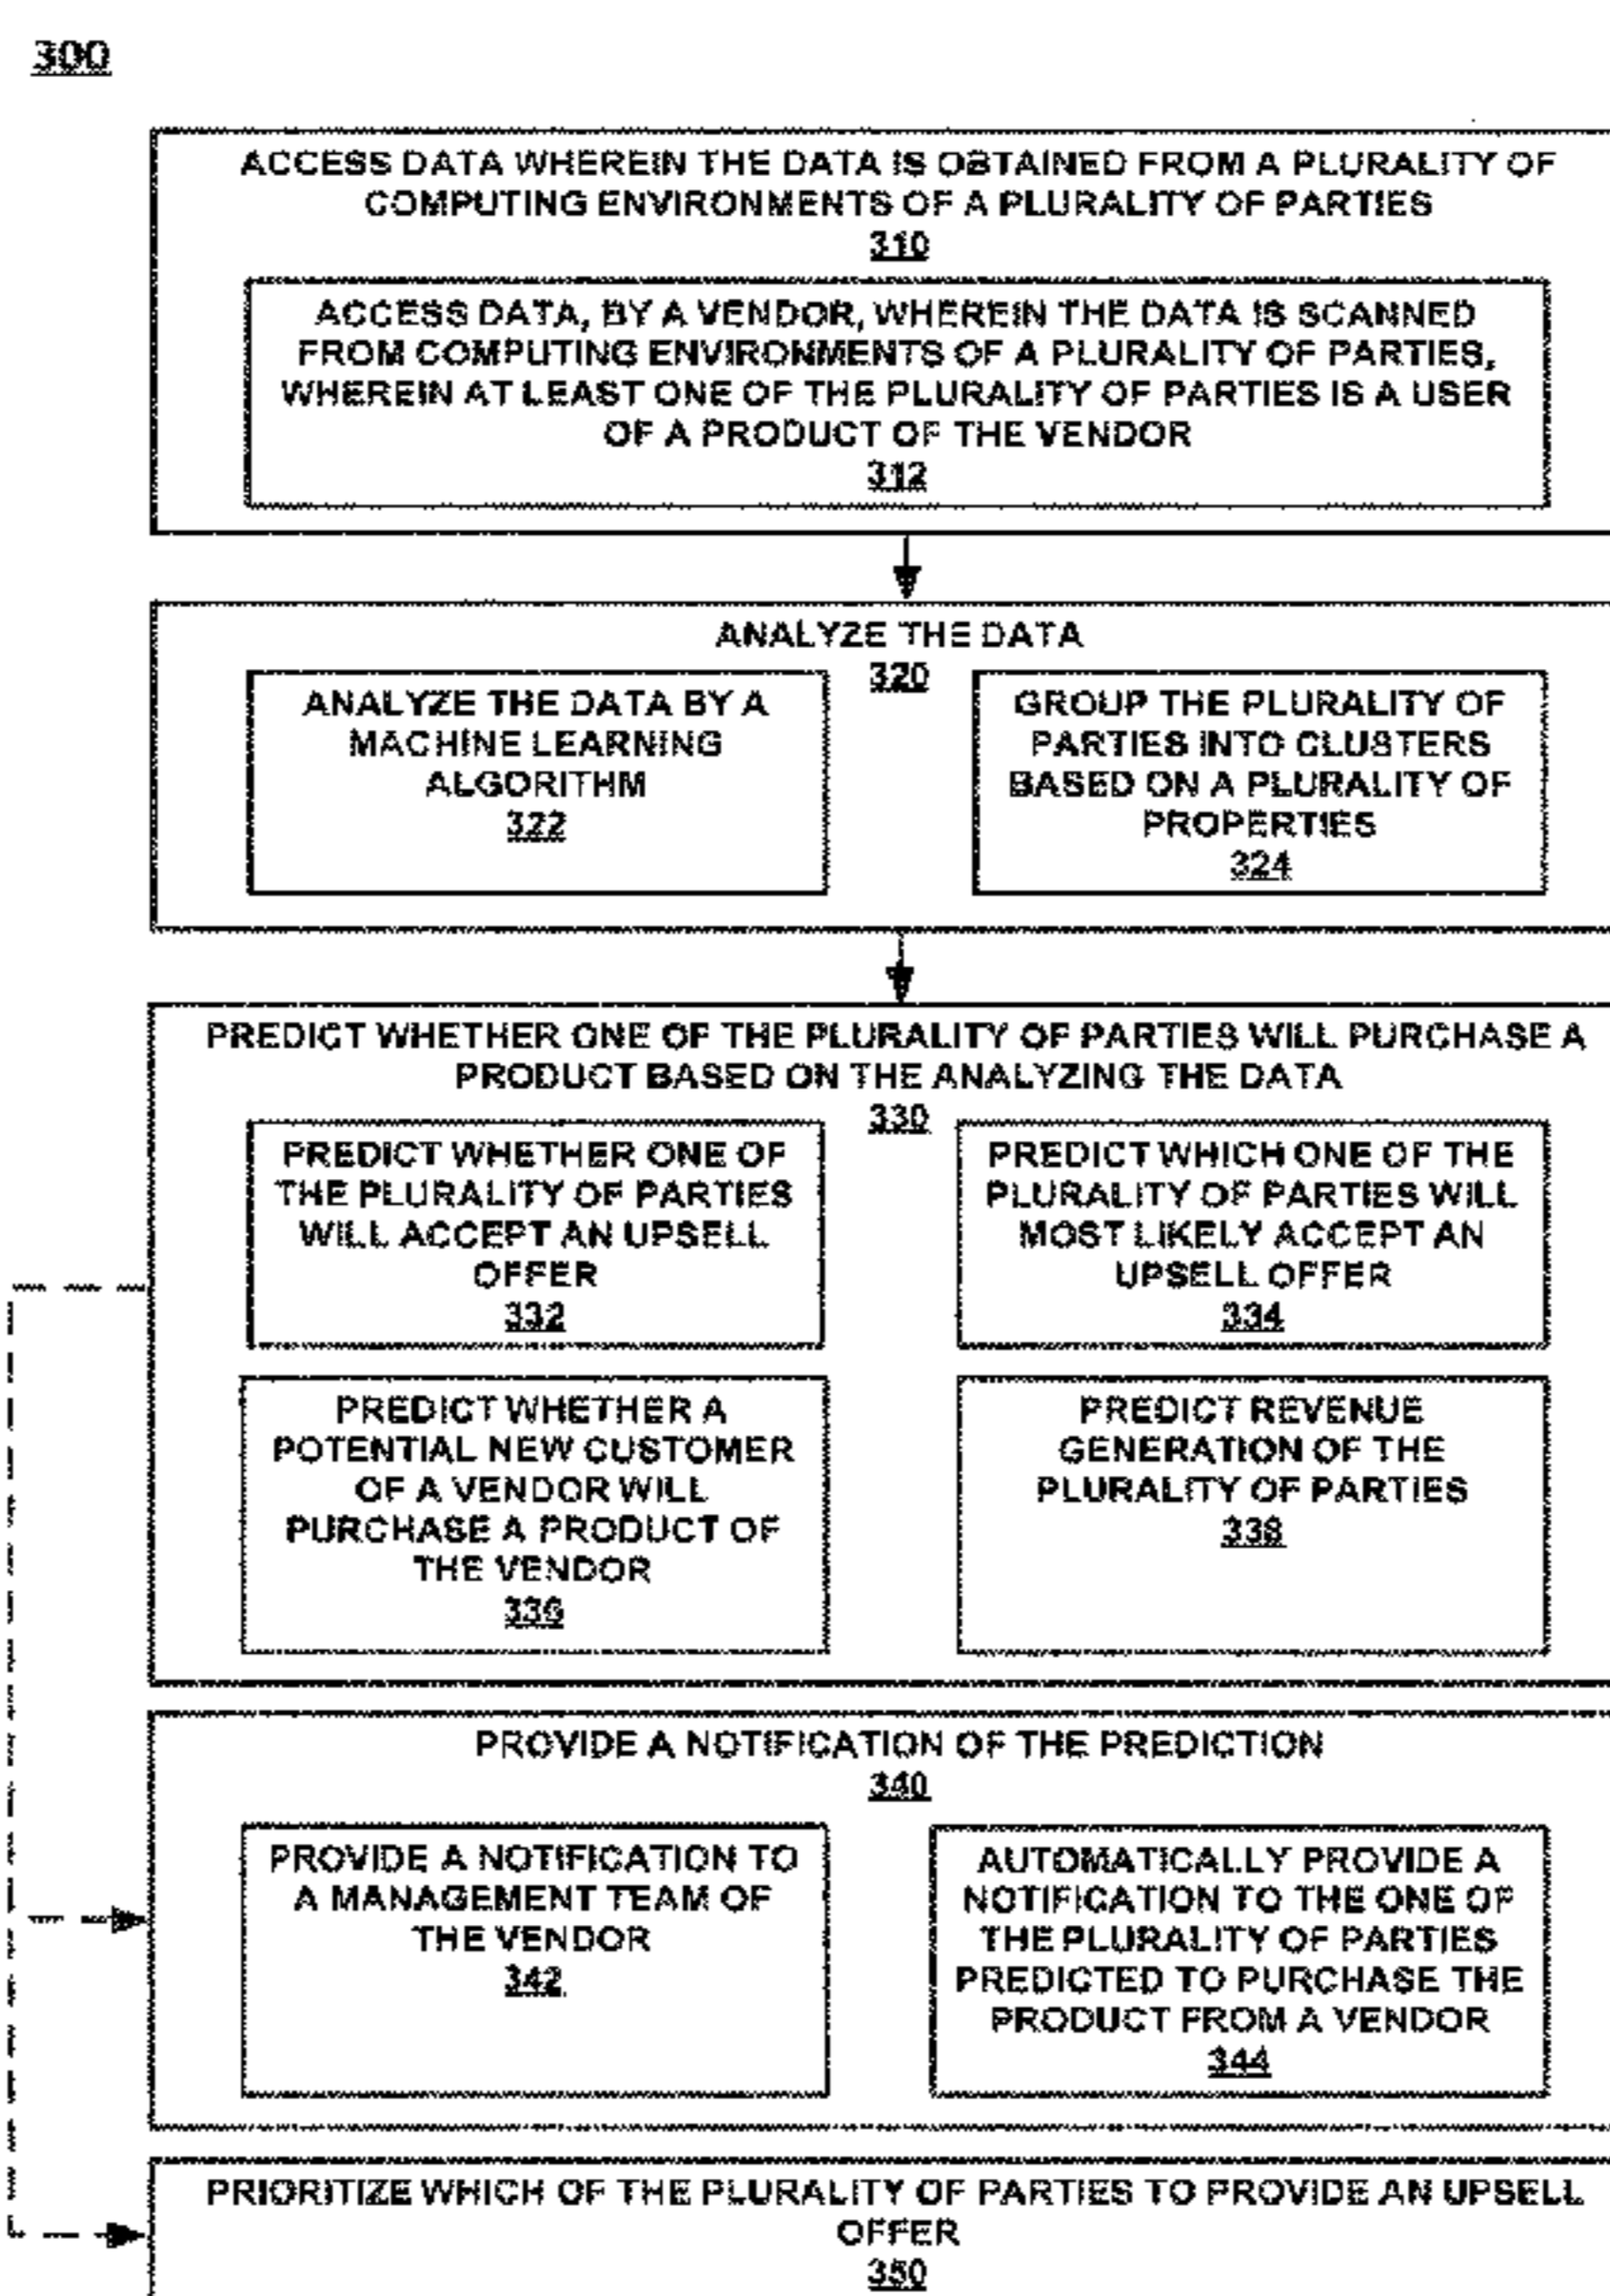 300
ACCESS DATA WHEREIN THE DATA IS OBTAINED FROM A PLURALITY OF
COMPUTING ENVIRONMENTS OF A PLURALITY OF PARTIES
310
ACCESS DATA, BY A VENDOR, WHEREIN THE DATA IS SCANNED
FROM COMPUTING ENVIRONMENTS OF A PLURALITY OF PARTIES,
WHEREIN AT LEAST ONE OF THE PLURALITY OF PARTIES IS A USER
OF A PRODUCT OF THE VENDOR
312
ANALYZE THE DATA
320
ANALYZE THE DATA BY A
MACHINE LEARNING
ALGORITHM
322
GROUP THE PLURALITY OF
PARTIES INTO CLUSTERS
BASED ON A PLURALITY OF
PROPERTIES
324
PREDICT WHETHER ONE OF THE PLURALITY OF PARTIES WILL PURCHASE A
PRODUCT BASED ON THE ANALYZING THE DATA
330
PREDICT WHETHER ONE OF
THE PLURALITY OF PARTIES
WILL ACCEPT AN UPSELL
OFFER
332
PREDICT WHICH ONE OF THE
PLURALITY OF PARTIES WILL
MOST LIKELY ACCEPT AN
UPSELL OFFER
334
PREDICT WHETHER A
POTENTIAL NEW CUSTOMER
OF A VENDOR WILL
PURCHASE A PRODUCT OF
THE VENDOR
336
PREDICT REVENUE
GENERATION OF THE
PLURALITY OF PARTIES
338
PROVIDE A NOTIFICATION OF THE PREDICTION
340
PROVIDE A NOTIFICATION TO
A MANAGEMENT TEAM OF
THE VENDOR
342
AUTOMATICALLY PROVIDE A
NOTIFICATION TO THE ONE OF
THE PLURALITY OF PARTIES
PREDICTED TO PURCHASE THE
PRODUCT FROM A VENDOR
344
PRIORITIZE WHICH OF THE PLURALITY OF PARTIES TO PROVIDE AN UPSELL
OFFER
350